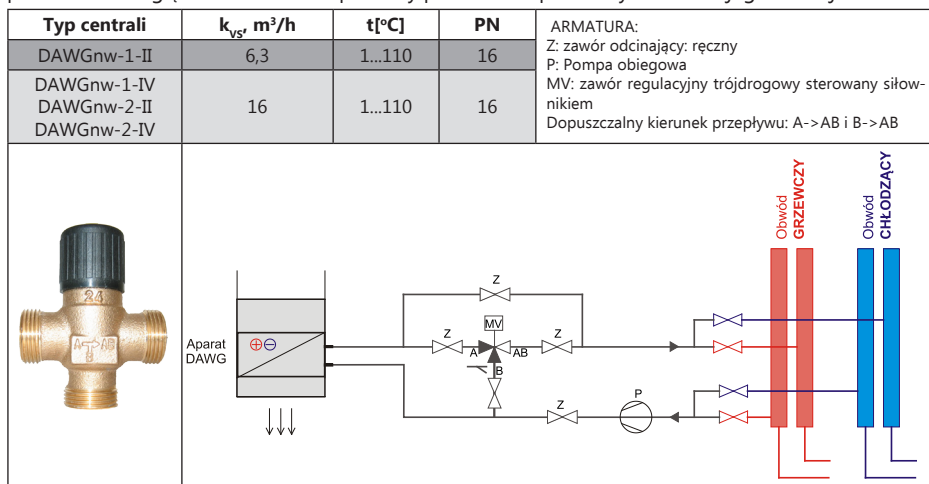 Typ centrali
kvs, m³/h
t[ºC]
PN
DAWGnw-1-II
6,3
1...110
16
DAWGnw-1-IV
DAWGnw-2-II
DAWGnw-2-IV
16
1...110
16
ARMATURA:
Z: zawór odcinający: ręczny
P: Pompa obiegowa
MV: zawór regulacyjny trójdrogowy sterowany siłow-
nikiem
Dopuszczalny kierunek przepływu: A->AB i B->AB
24
A AB
B
Aparat
DAWG
Z
MV
Z
Z
A
AB
B
Z
P
Obwód
GRZEWCZY
Obwód
CHŁODZĄCY